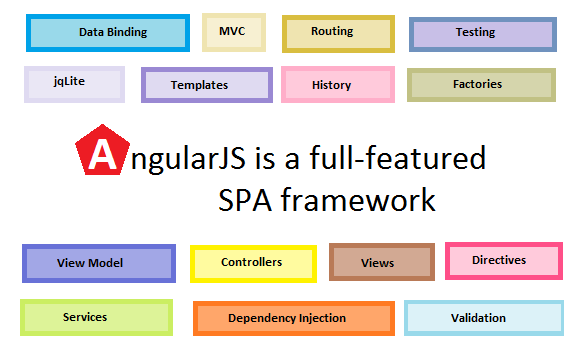 Data Binding
MVC
Routing
Testing
jqLite
Templates
History
Factories
AngularJS is a full-featured
SPA framework
View Model
Controllers
Views
Directives
Services
Dependency Injection
Validation